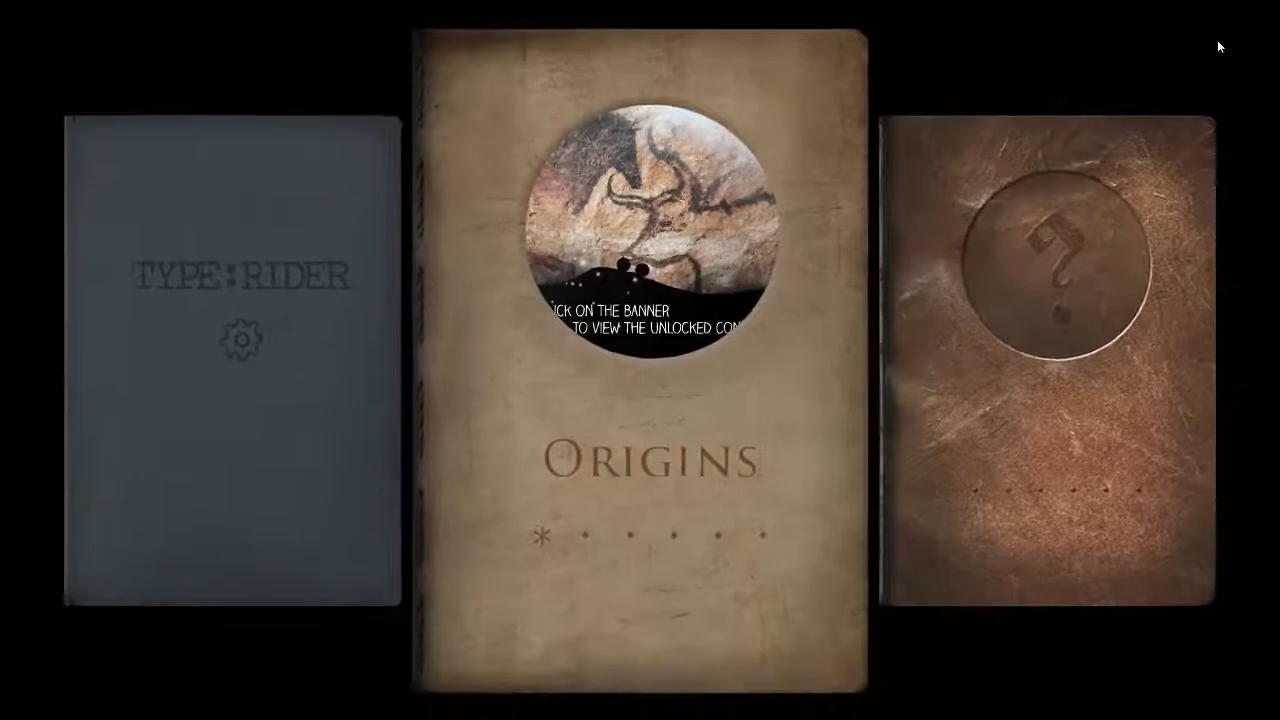 TYPE:RIDER
ICK ON THE BANNER
TO VIEW THE UNLOCKED CON
ORIGINS
*
?